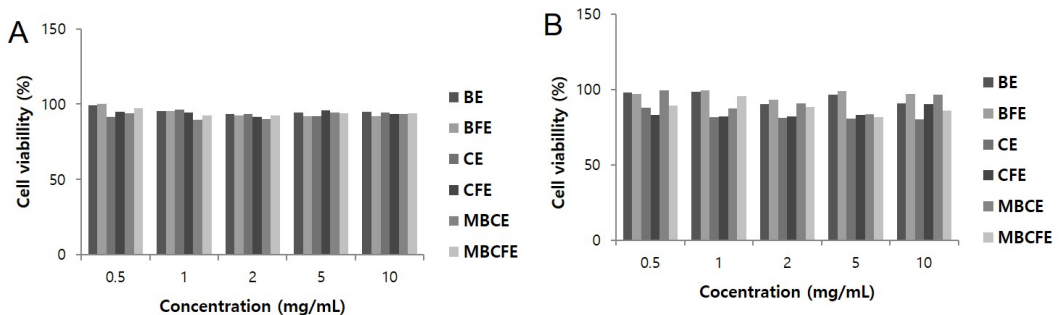 A
Cell viabillity (%)
150
100
50
0
0.5 1 2 5 10
Concentration (mg/mL)
BE
BFE
CE
CFE
MBCE
MBCFE
B
Cell viability (%)
150
100
50
0
0.5 1 2 5 10
Cocentration (mg/mL)
BE
BFE
CE
CFE
MBCE
MBCFE